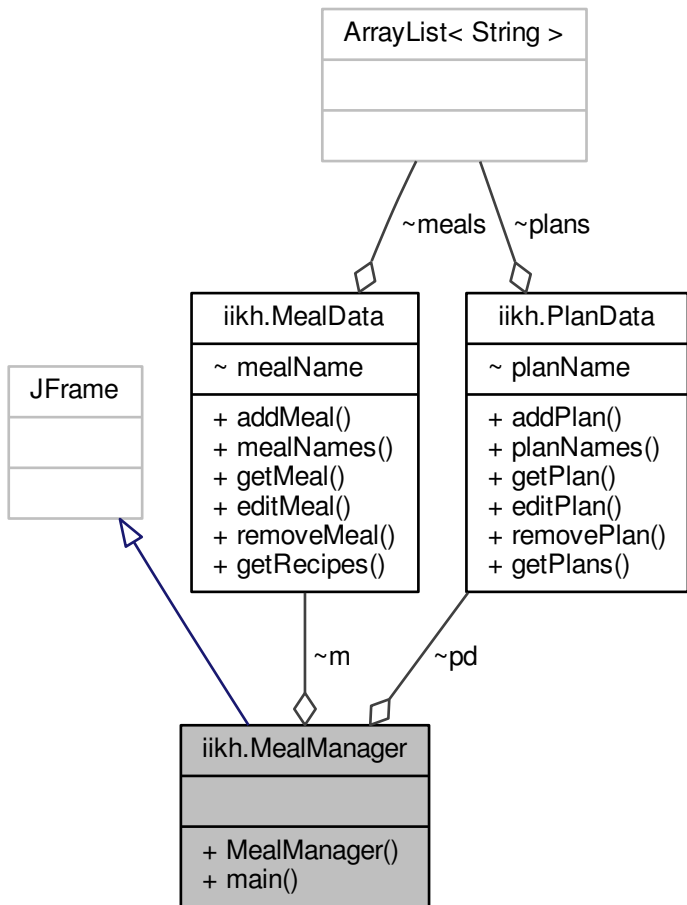 ArrayList< String >
~meals
~plans
iikh.MealData
~ mealName
+ addMeal()
+ mealNames()
+ getMeal()
+ editMeal()
+ removeMeal()
+ getRecipes()
iikh.PlanData
~ planName
+ addPlan()
+ planNames()
+ getPlan()
+ editPlan()
+ removePlan()
+ getPlans()
JFrame
~m
~pd
iikh.MealManager
+ MealManager()
+ main()